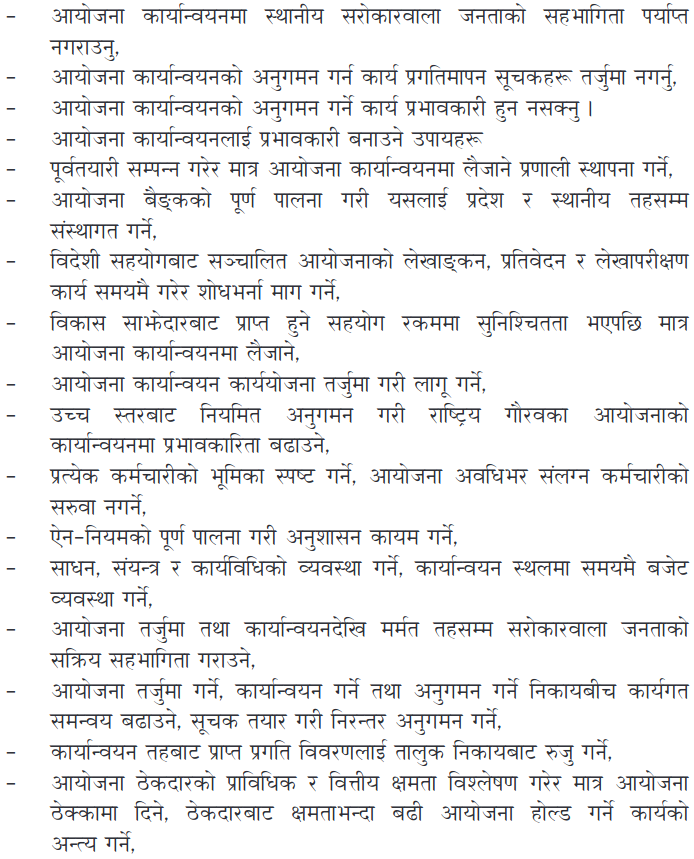 – आयोजना कार्यान्वयनमा स्थानीय सरोकारवाला जनताको सहभागिता पर्याप्त
नगराउनु,
– आयोजना कार्यान्वयनको अनुगमन गर्न कार्य प्रगतिमापन सूचकहरू तर्जुमा नगर्नु,
– आयोजना कार्यान्वयनको अनुगमन गर्ने कार्य प्रभावकारी हुन नसक्नु ।
– आयोजना कार्यान्वयनलाई प्रभावकारी बनाउने उपायहरू
– पूर्वतयारी सम्पन्न गरेर मात्र आयोजना कार्यान्वयनमा लैजाने प्रणाली स्थापना गर्ने,
– आयोजना बैङ्कको पूर्ण पालना गरी यसलाई प्रदेश र स्थानीय तहसम्म
संस्थागत गर्ने,
– विदेशी सहयोगबाट सञ्चालित आयोजनाको लेखाङ्कन, प्रतिवेदन र लेखापरीक्षण
कार्य समयमै गरेर शोधभर्ना माग गर्ने,
– विकास साझेदारबाट प्राप्त हुने सहयोग रकममा सुनिश्चितता भएपछि मात्र
आयोजना कार्यान्वयनमा लैजाने,
– आयोजना कार्यान्वयन कार्ययोजना तर्जुमा गरी लागू गर्ने,
– उच्च स्तरबाट नियमित अनुगमन गरी राष्ट्रिय गौरवका आयोजनाको
कार्यान्वयनमा प्रभावकारिता बढाउने,
– प्रत्येक कर्मचारीको भूमिका स्पष्ट गर्ने, आयोजना अवधिभर संलग्न कर्मचारीको
सरुवा नगर्ने,
– ऐन-नियमको पूर्ण पालना गरी अनुशासन कायम गर्ने,
– साधन, संयन्त्र र कार्यविधिको व्यवस्था गर्ने, कार्यान्वयन स्थलमा समयमै बजेट
व्यवस्था गर्ने,
– आयोजना तर्जुमा तथा कार्यान्वयनदेखि मर्मत तहसम्म सरोकारवाला जनताको
सक्रिय सहभागिता गराउने,
– आयोजना तर्जुमा गर्ने, कार्यान्वयन गर्ने तथा अनुगमन गर्ने निकायबीच कार्यगत
समन्वय बढाउने, सूचक तयार गरी निरन्तर अनुगमन गर्ने,
– कार्यान्वयन तहबाट प्राप्त प्रगति विवरणलाई तालुक निकायबाट रुजु गर्ने,
– आयोजना ठेकदारको प्राविधिक र वित्तीय क्षमता विश्लेषण गरेर मात्र आयोजना
ठेक्कामा दिने, ठेकदारबाट क्षमताभन्दा बढी आयोजना होल्ड गर्ने कार्यको
अन्त्य गर्ने,